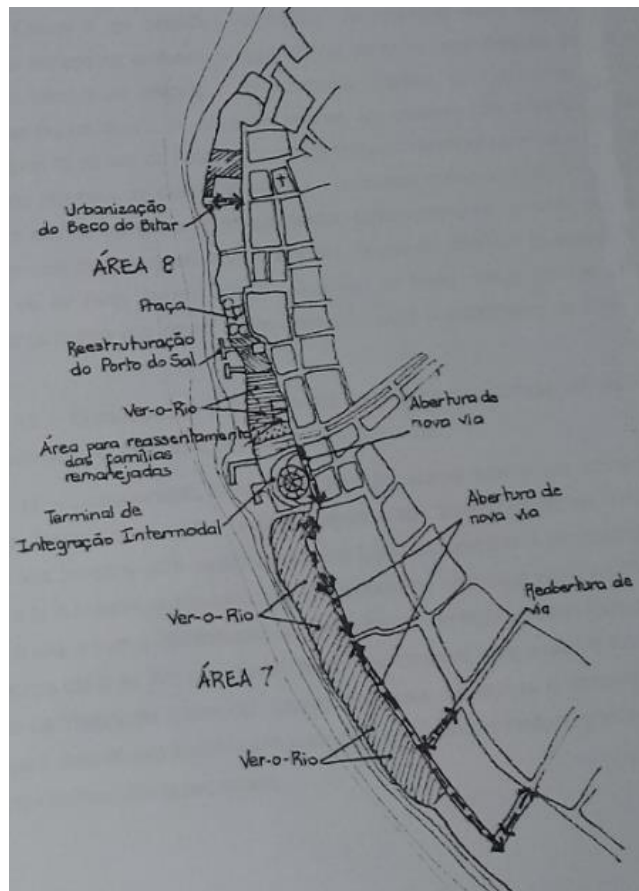 Urbanização
do Beco do Bitar
ÁREA 8
Praça
Reestruturação
do Porto do Sal
Ver-o-Rio
Área para reassentamento
das famílias
remanejadas
Abertura de
nova via
Terminal de
Integração Intermodal
Abertura de
nova via
Reabertura de
via
Ver-o-Rio
ÁREA 7
Ver-o-Rio